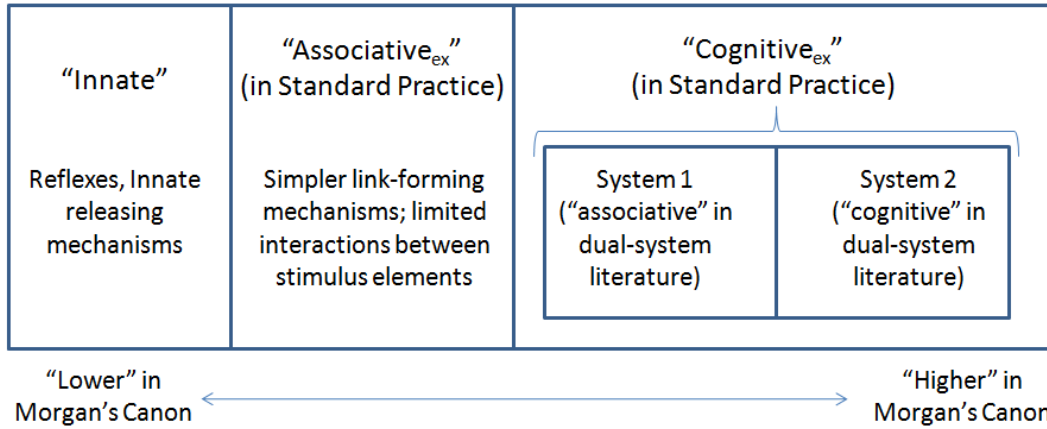 “Innate”
Reflexes, Innate
releasing
mechanisms
“Associativeex”
(in Standard Practice)
Simpler link-forming
mechanisms; limited
interactions between
stimulus elements
“Cognitiveex”
(in Standard Practice)
System 1
(“associative” in
dual-system
literature)
System 2
(“cognitive” in
dual-system
literature)
“Lower” in
Morgan’s Canon
“Higher” in
Morgan’s Canon